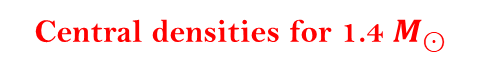 Central densities for 1.4 M⊙